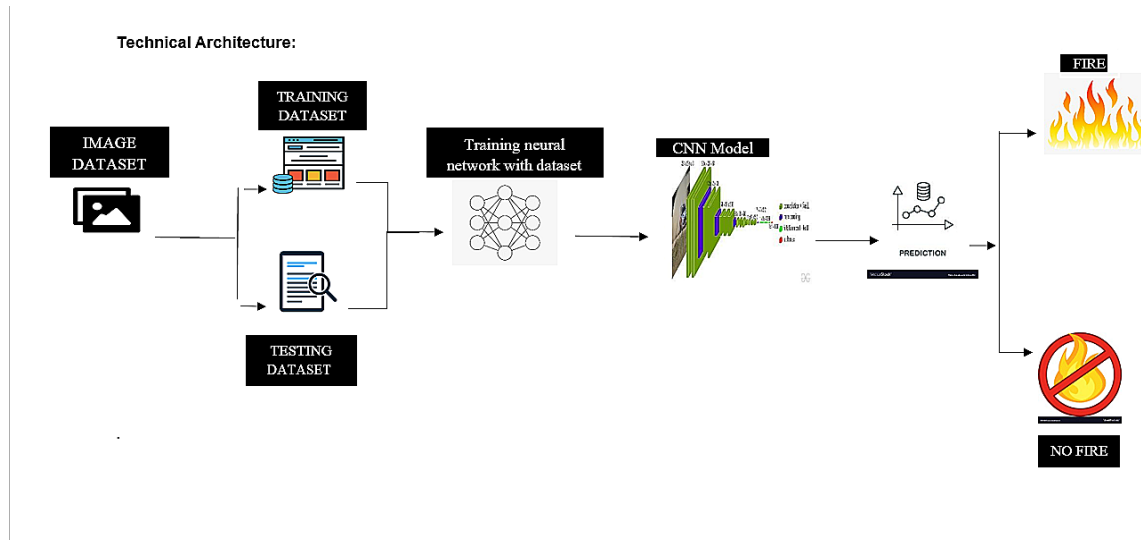 Technical Architecture:
FIRE
TRAINING
DATASET
IMAGE
DATASET
Training neural
network with dataset
CNN Model
PREDICTION
TESTING
DATASET
NO FIRE